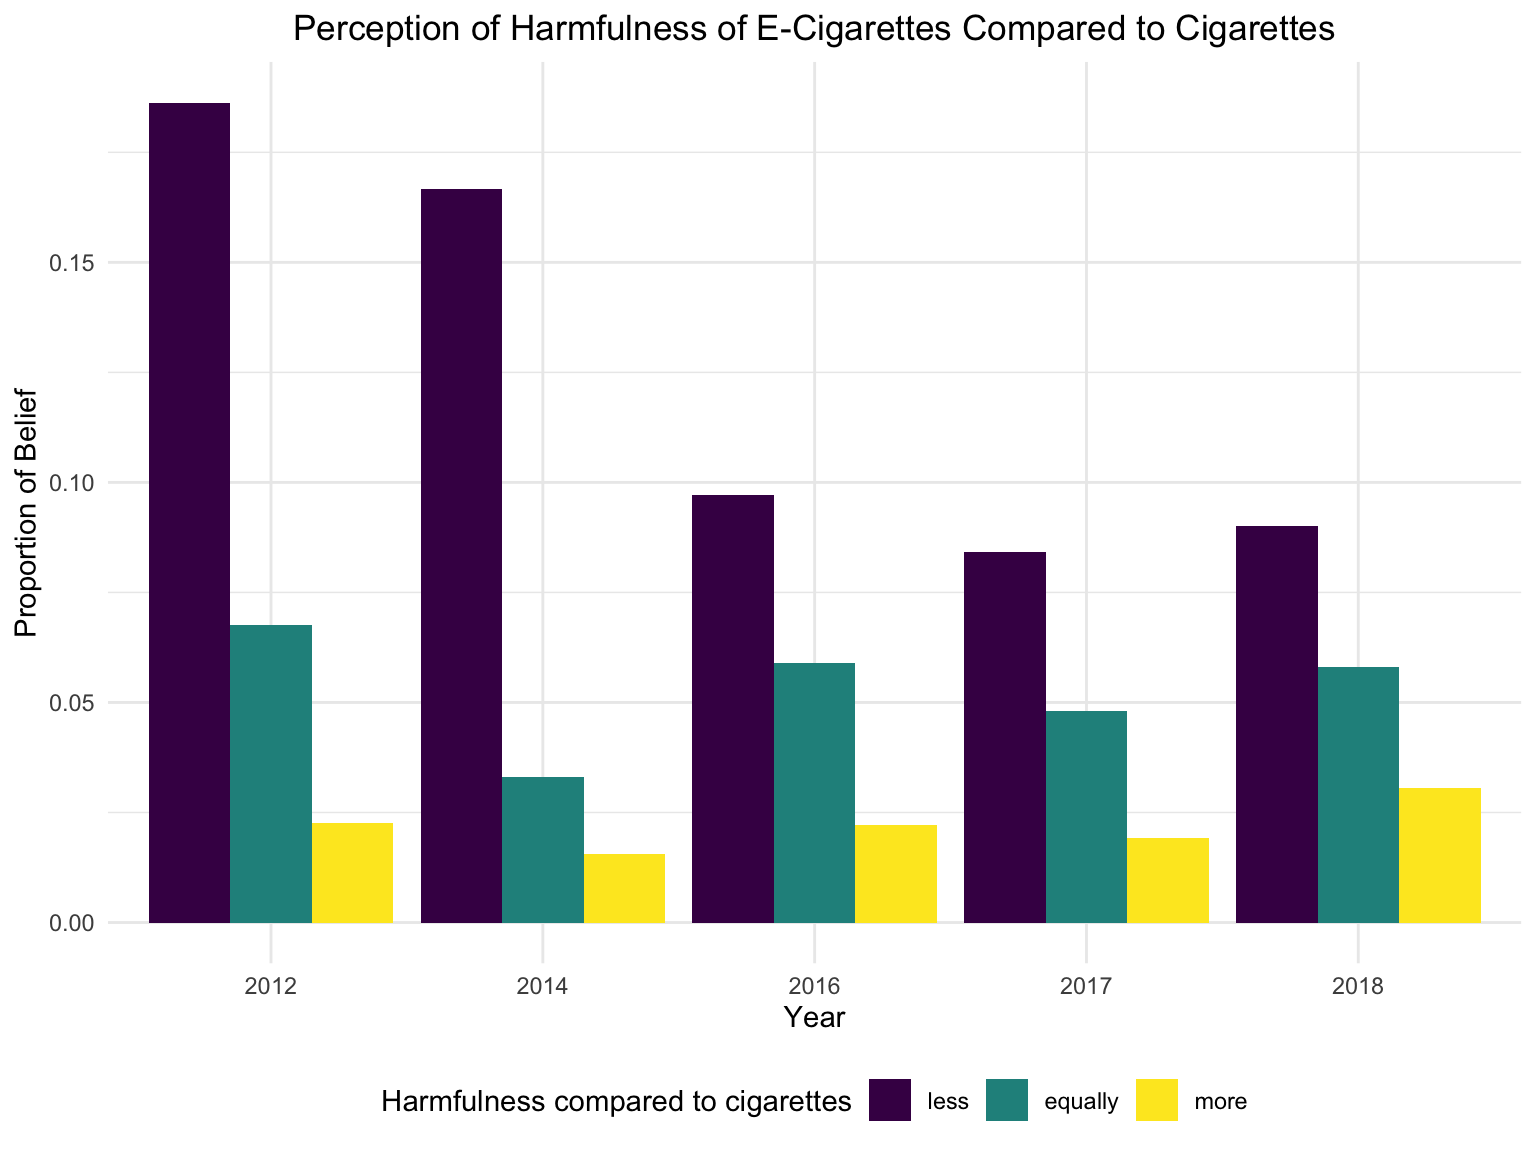 Perception of Harmfulness of E-Cigarettes Compared to Cigarettes
Proportion of Belief
0.15
0.10
0.05
0.00
2012 2014 2016 2017 2018
Year
Harmfulness compared to cigarettes less equally more